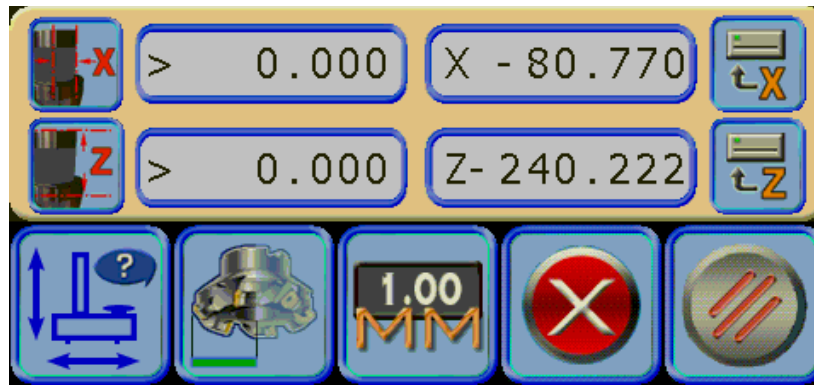 X > 0.000 X - 80.770 X
Z > 0.000 Z- 240.222 Z
? 1.00
MM X